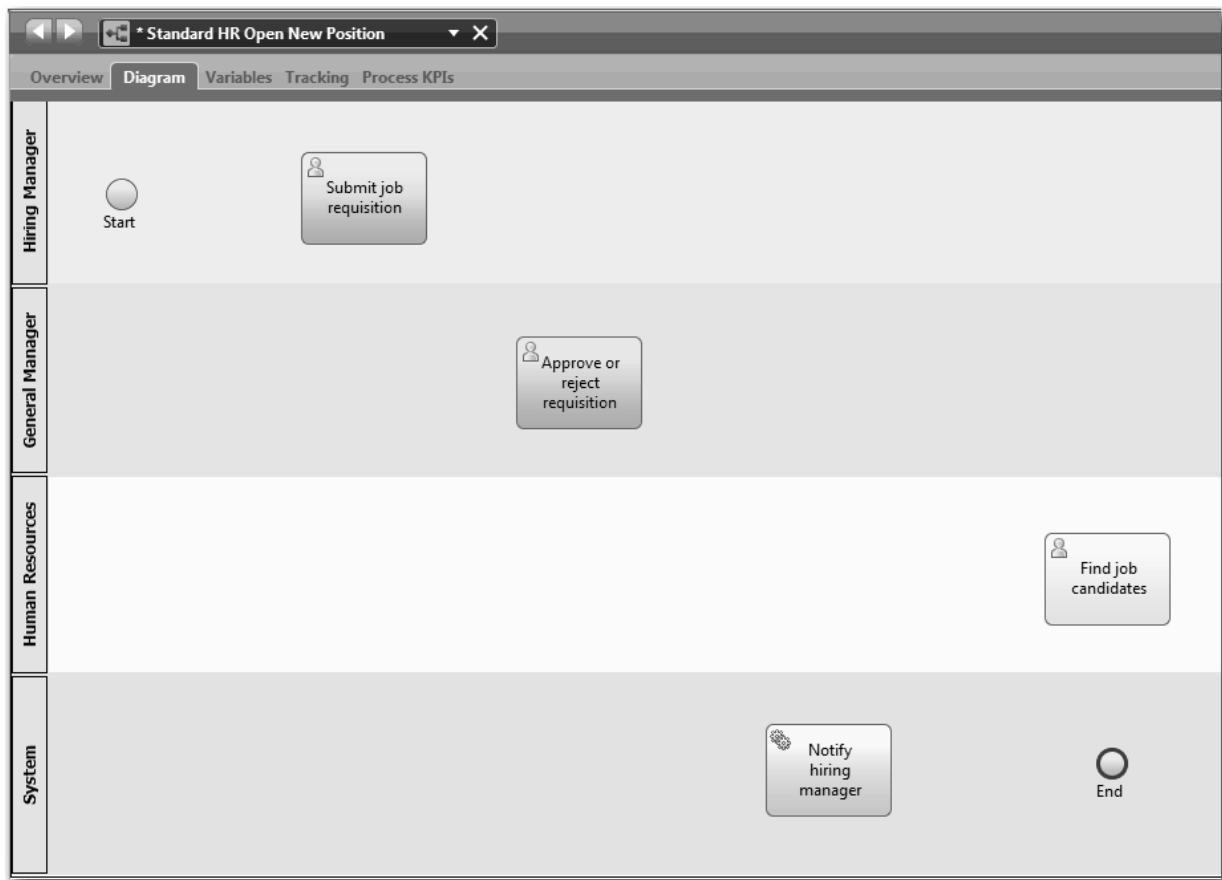 * Standard HR Open New Position
Overview Diagram Variables Tracking Process KPIs
Hiring Manager
Start
Submit job
requisition
General Manager
Approve or
reject
requisition
Human Resources
Find job
candidates
System
Notify
hiring
manager
End